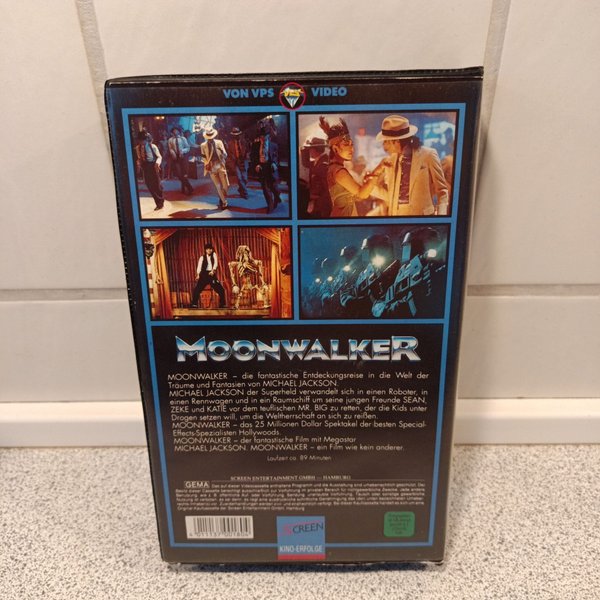 VON VPS VIDEO
MOONWALKER
MOONWALKER – die fantastische Entdeckungsreise in die Welt der
Träume und Fantasien von MICHAEL JACKSON.
MICHAEL JACKSON der Superheld verwandelt sich in einen Roboter, in
einen Rennwagen und in ein Raumschiff um seine jungen Freunde SEAN,
ZEKE und KATIE vor dem teuflischen MR. BIG zu retten, der die Kids unter
Drogen setzen will, um die Weltherrschaft an sich zu reißen.
MOONWALKER – das 25 Millionen Dollar Spektakel der besten Special-
Effects-Spezialisten Hollywoods.
MOONWALKER – der fantastische Film mit Megastar
MICHAEL JACKSON. MOONWALKER – ein Film wie kein anderer.
Laufzeit ca. 89 Minuten
SCREEN ENTERTAINMENT GMBH – HAMBURG
GEMA
SCREEN
KINO-ERFOLGE